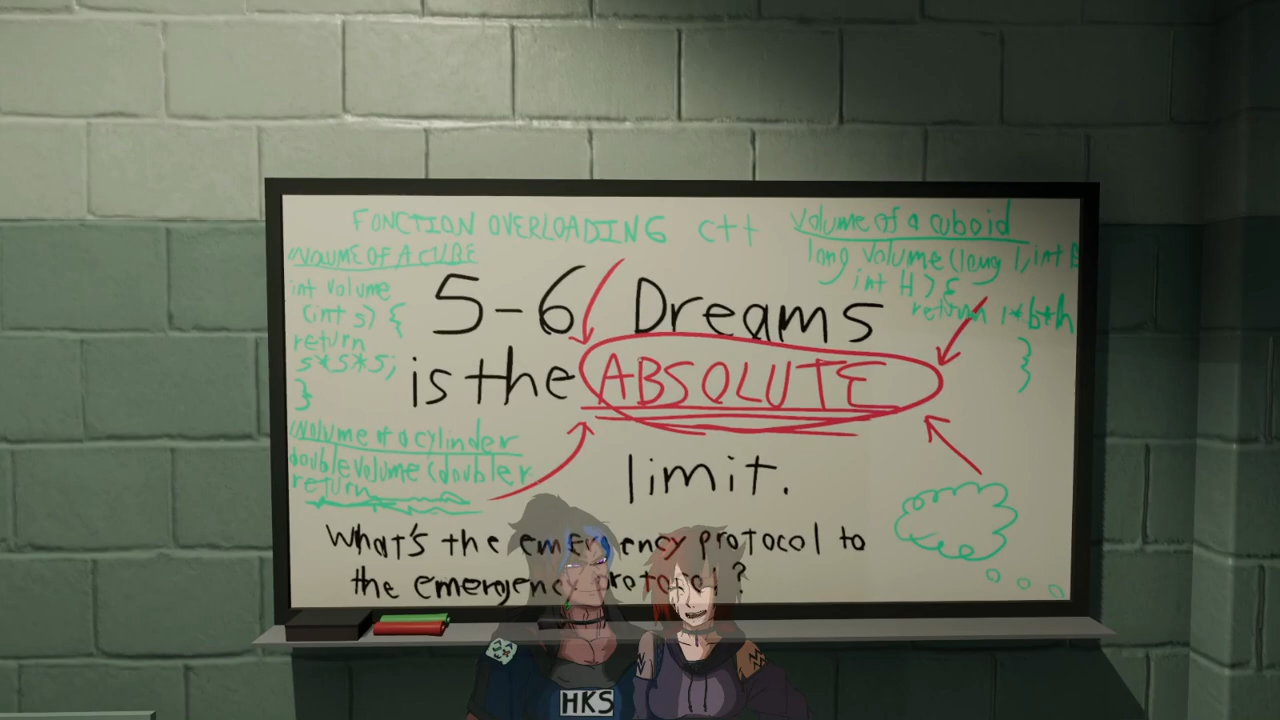 FONCTION OVERLOADING C++
Volume of a cuboid
long volume (long l, int B
int H) {
return l*b*h
}
VOLUME OF A CUBE
int volume
(int s) {
return
s*s*s;
}
5-6 Dreams
is the ABSOLUTE
limit.
Volume of a cylinder
double volume (double r
return
What's the emergency protocol to
the emergency protocol?
HKS